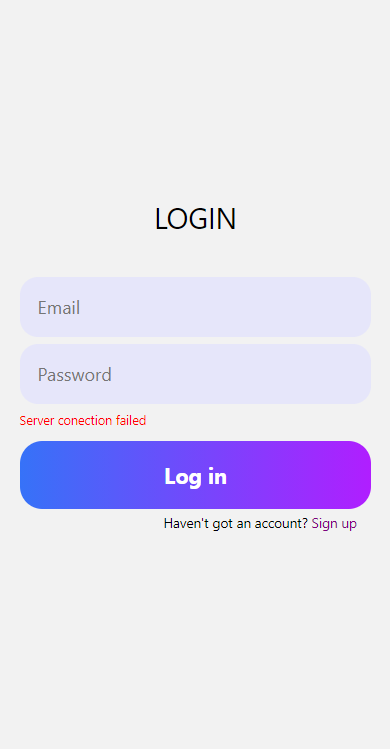 LOGIN
Email
Password
Server conection failed
Log in
Haven't got an account? Sign up